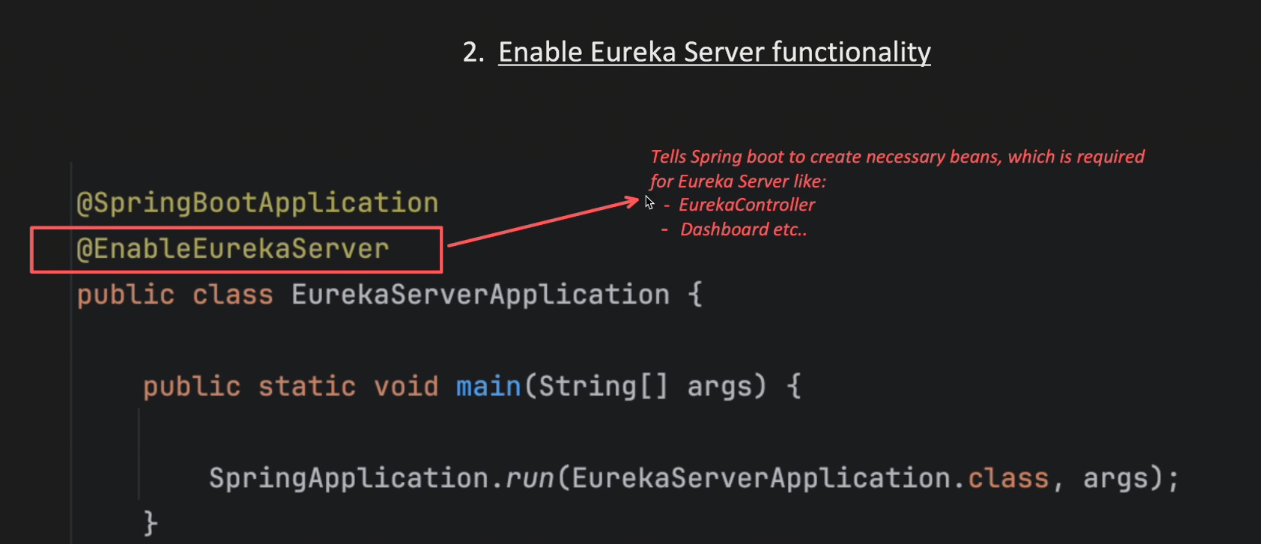 2. Enable Eureka Server functionality
Tells Spring boot to create necessary beans, which is required
for Eureka Server like:
- EurekaController
- Dashboard etc..
@SpringBootApplication
@EnableEurekaServer
public class EurekaServerApplication {
public static void main(String[] args) {
SpringApplication.run(EurekaServerApplication.class, args);
}